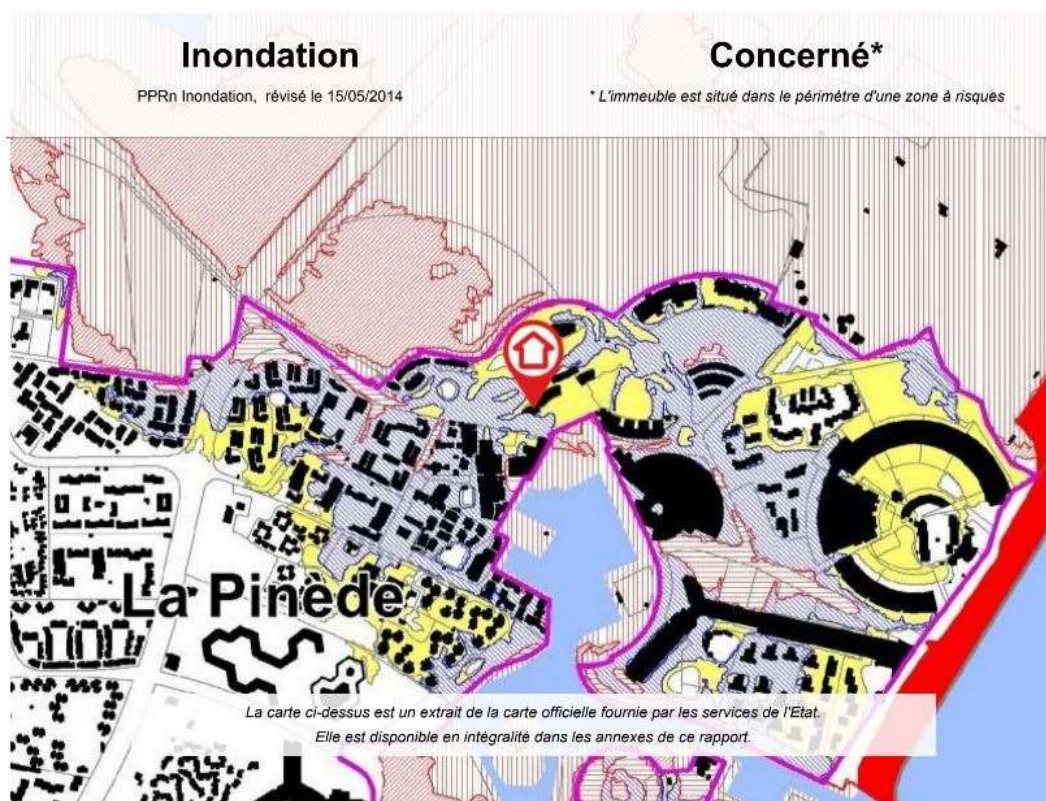 Inondation
PPRn Inondation, révisé le 15/05/2014
Concerné*
* L'immeuble est situé dans le périmètre d'une zone à risques
La Pinède
La carte ci-dessus est un extrait de la carte officielle fournie par les services de l'Etat.
Elle est disponible en intégralité dans les annexes de ce rapport.